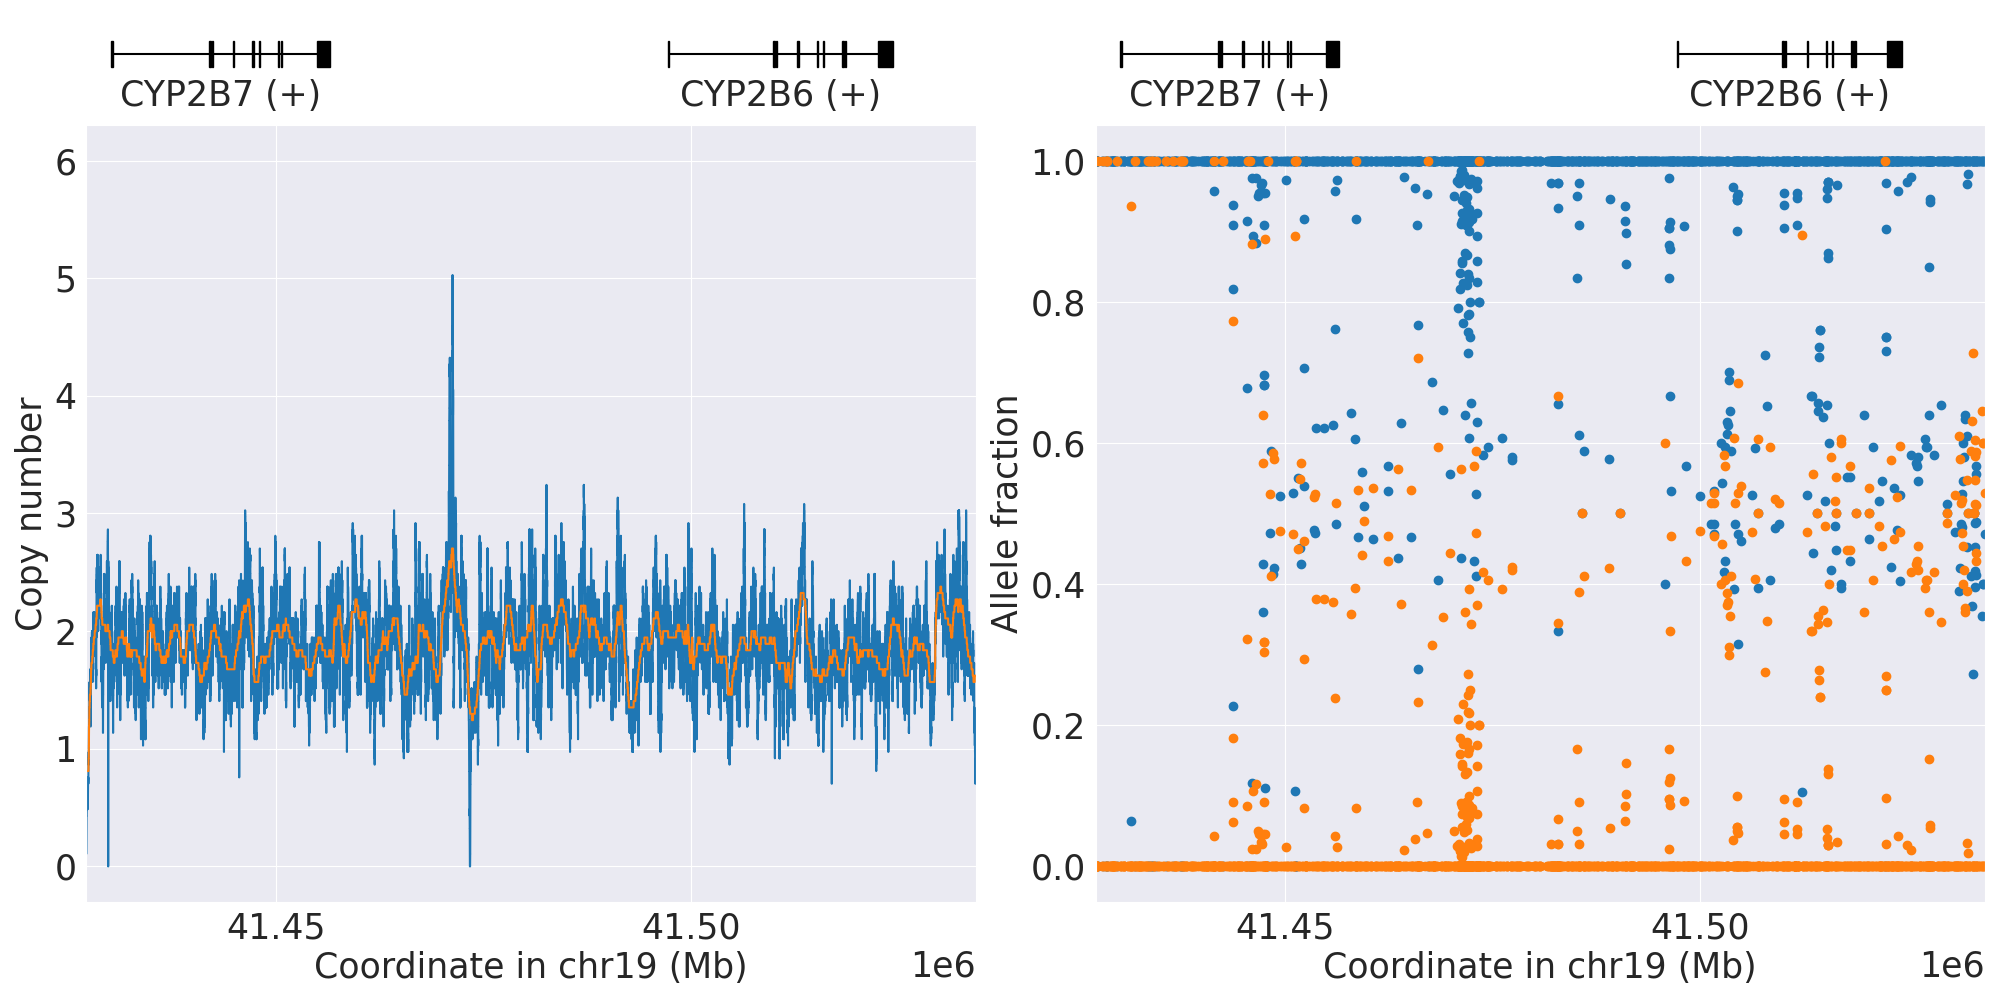 CYP2B7 (+)
CYP2B6 (+)
6
5
4
3
2
1
0
Copy number
41.45
41.50
Coordinate in chr19 (Mb)
1e6
CYP2B7 (+)
CYP2B6 (+)
1.0
0.8
0.6
0.4
0.2
0.0
Allele fraction
41.45
41.50
Coordinate in chr19 (Mb)
1e6